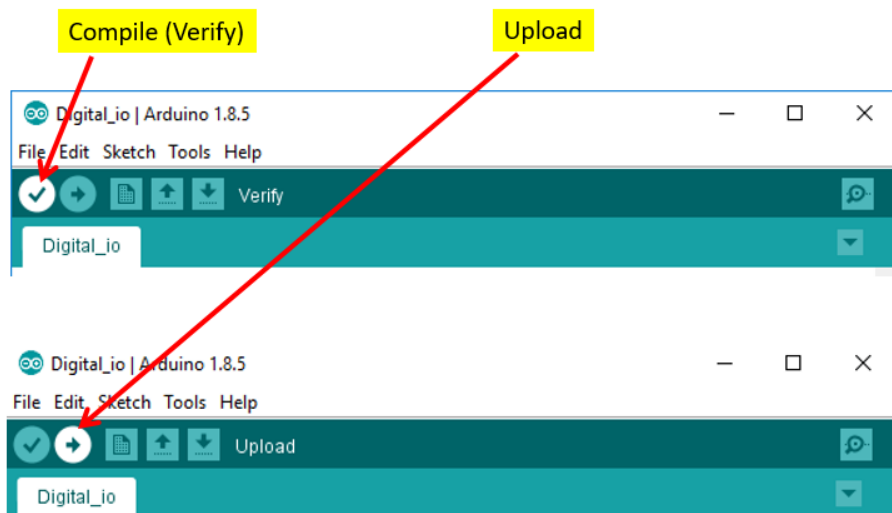 Compile (Verify)
Upload
Digital_io | Arduino 1.8.5
File Edit Sketch Tools Help
Verify
Digital_io
Digital_io | Arduino 1.8.5
File Edit Sketch Tools Help
Upload
Digital_io